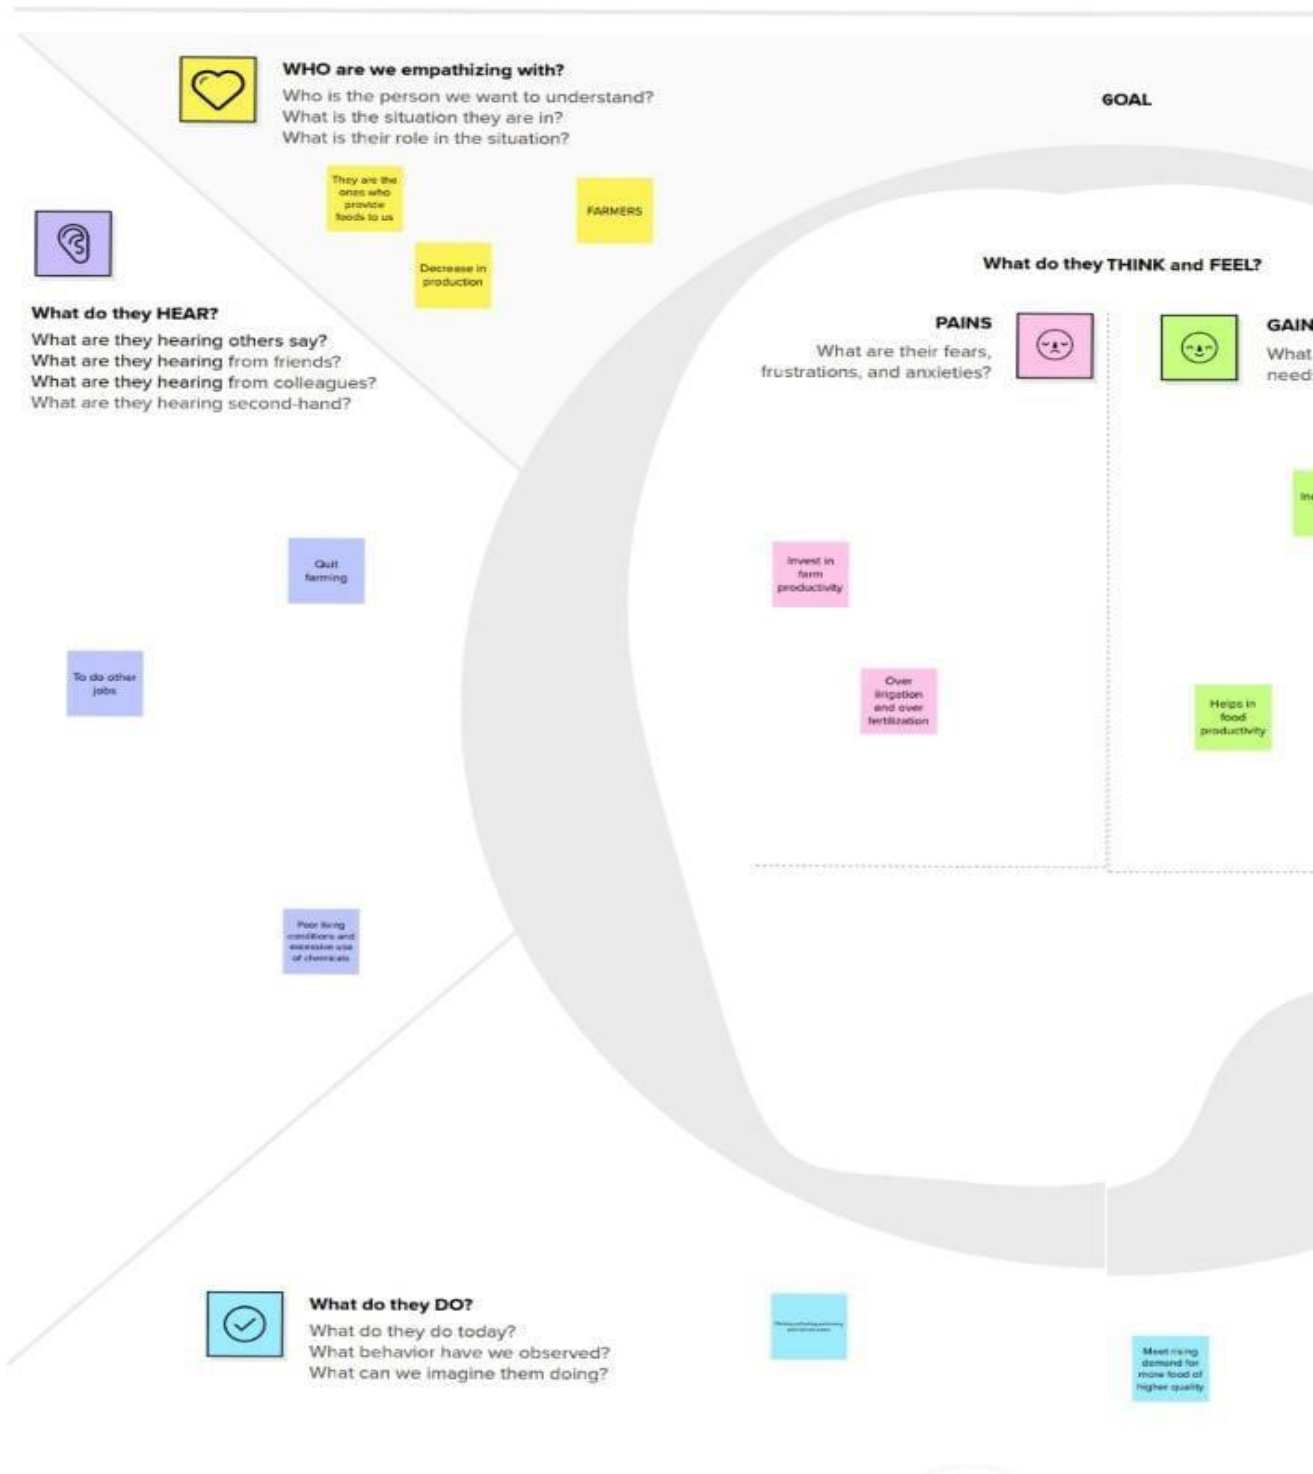 WHO are we empathizing with?
Who is the person we want to understand?
What is the situation they are in?
What is their role in the situation?
They are the
ones who
provide
foods to us
FARMERS
Decrease in
production
GOAL
What do they HEAR?
What are they hearing others say?
What are they hearing from friends?
What are they hearing from colleagues?
What are they hearing second-hand?
Quit
farming
To do other
jobs
Poor living
conditions and
excessive use
of chemicals
What do they THINK and FEEL?
PAINS
What are their fears,
frustrations, and anxieties?
Invest in
farm
productivity
Over
irrigation
and over
fertilization
GAIN
What
need
Helps in
food
productivity
What do they DO?
What do they do today?
What behavior have we observed?
What can we imagine them doing?
Meet rising
demand for
more food of
higher quality